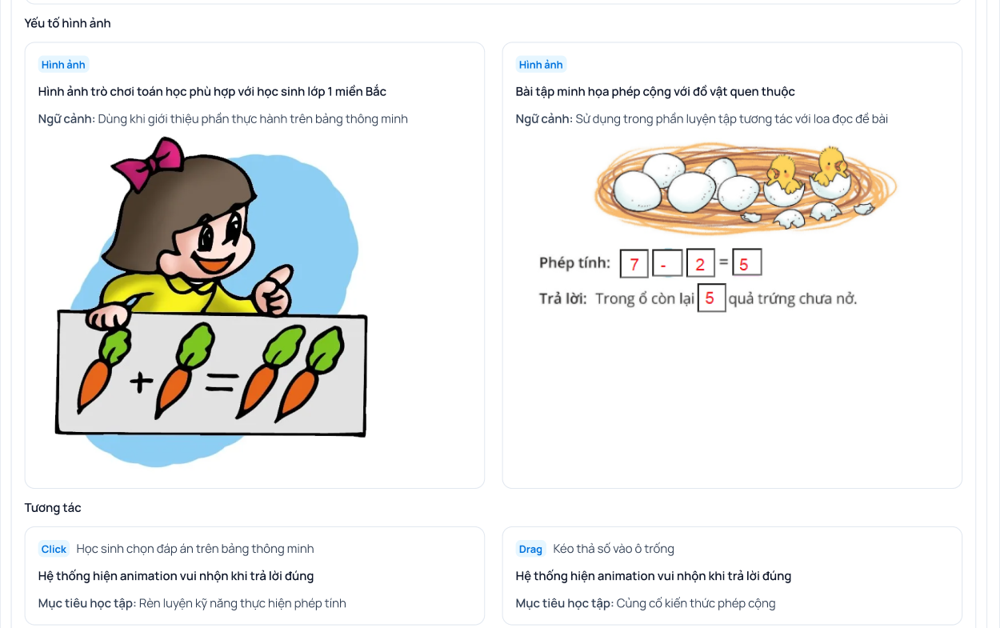 Yếu tố hình ảnh
Hình ảnh
Hình ảnh trò chơi toán học phù hợp với học sinh lớp 1 miền Bắc
Ngữ cảnh: Dùng khi giới thiệu phần thực hành trên bảng thông minh
+ =
Hình ảnh
Bài tập minh họa phép cộng với đồ vật quen thuộc
Ngữ cảnh: Sử dụng trong phần luyện tập tương tác với loa đọc đề bài
Phép tính: 7 - 2 = 5
Trả lời: Trong ổ còn lại 5 quả trứng chưa nở.
Tương tác
Click Học sinh chọn đáp án trên bảng thông minh
Hệ thống hiện animation vui nhộn khi trả lời đúng
Mục tiêu học tập: Rèn luyện kỹ năng thực hiện phép tính
Drag Kéo thả số vào ô trống
Hệ thống hiện animation vui nhộn khi trả lời đúng
Mục tiêu học tập: Củng cố kiến thức phép cộng